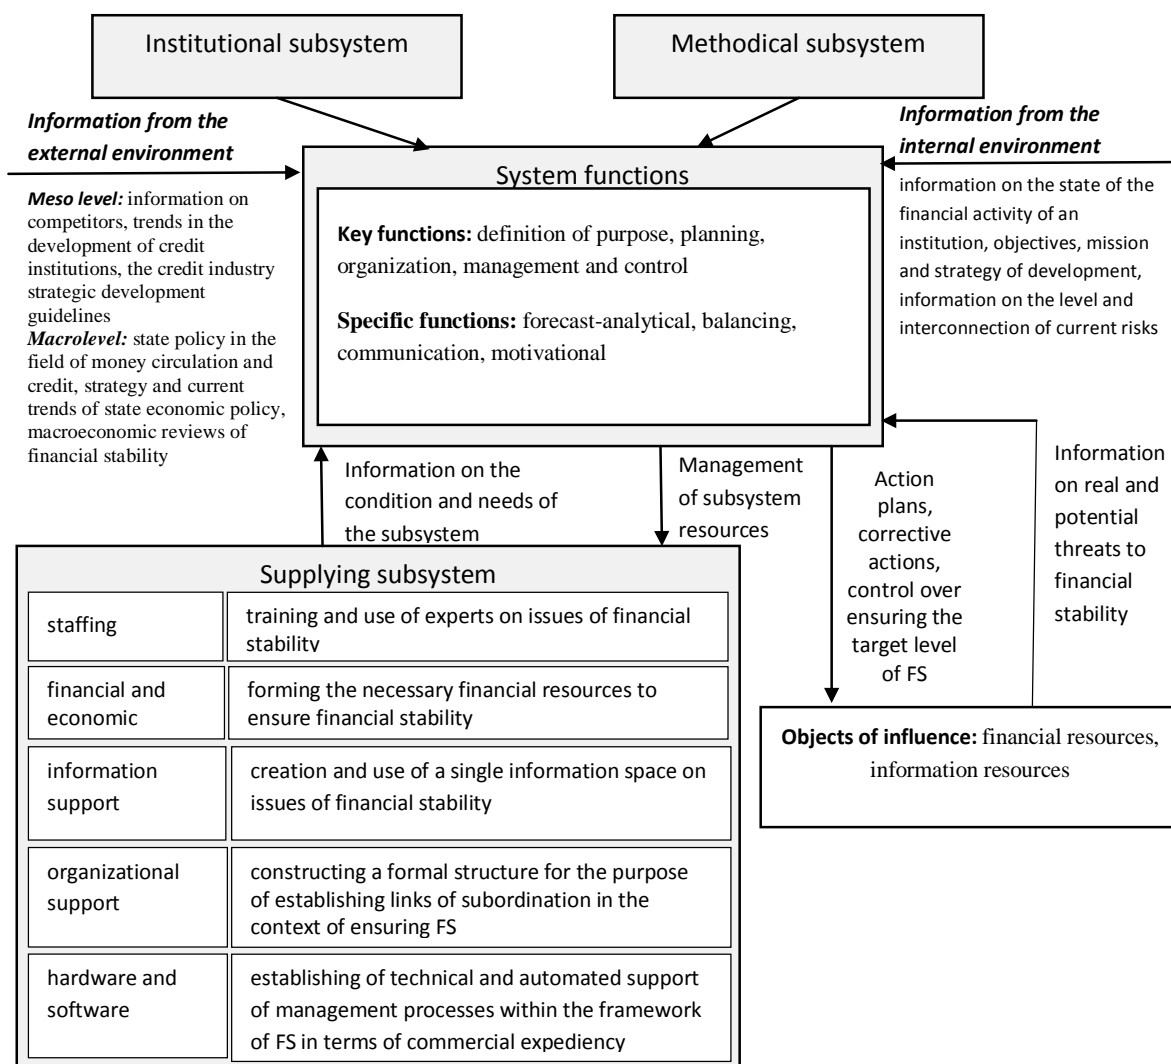 Institutional subsystem
Methodical subsystem
Information from the
external environment
Meso level: information on
competitors, trends in the
development of credit
institutions, the credit industry
strategic development
guidelines
Macrolevel: state policy in the
field of money circulation and
credit, strategy and current
trends of state economic policy,
macroeconomic reviews of
financial stability
System functions
Key functions: definition of purpose, planning,
organization, management and control
Specific functions: forecast-analytical, balancing,
communication, motivational
Information from the
internal environment
information on the state of the
financial activity of an
institution, objectives, mission
and strategy of development,
information on the level and
interconnection of current risks
Information on the
condition and needs of
the subsystem
Management
of subsystem
resources
Action
plans,
corrective
actions,
control over
ensuring the
target level
of FS
Information
on real and
potential
threats to
financial
stability
Supplying subsystem
staffing
training and use of experts on issues of financial
stability
financial and
economic
forming the necessary financial resources to
ensure financial stability
information
support
creation and use of a single information space on
issues of financial stability
organizational
support
constructing a formal structure for the purpose
of establishing links of subordination in the
context of ensuring FS
hardware and
software
establishing of technical and automated support
of management processes within the framework
of FS in terms of commercial expediency
Objects of influence: financial resources,
information resources